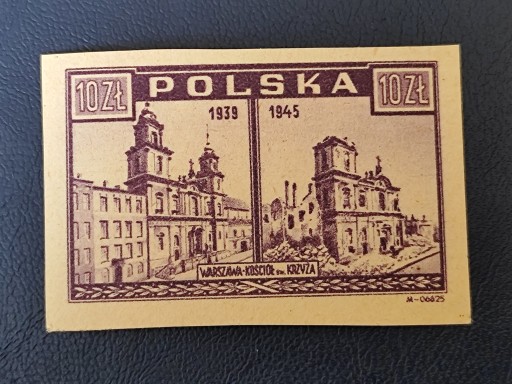 10ZŁ POLSKA 10ZŁ
1939 1945
WARSZAWA-KOŚCIÓŁ św. KRZYŻA
M-06625